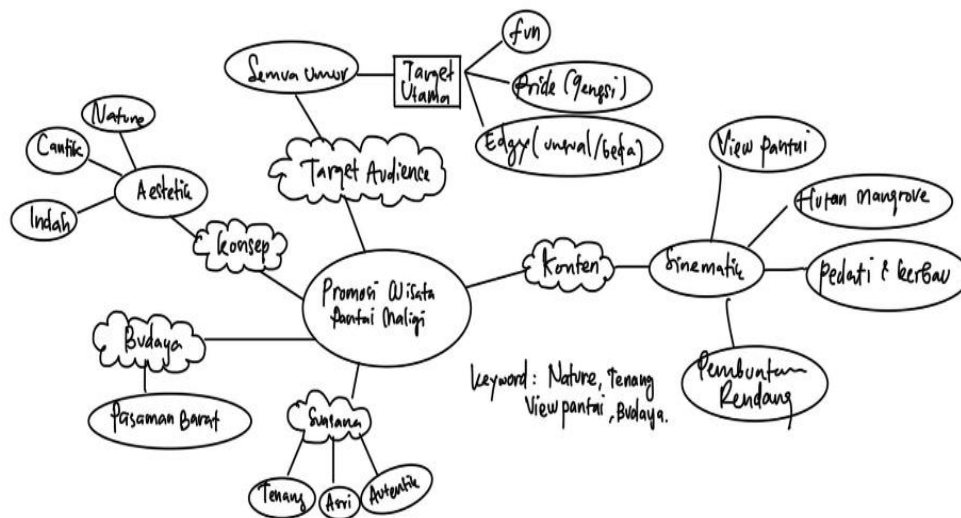 fun
Semua Umur
Target
Utama
Pride (gengsi)
Edgy (unusual/beda)
Nature
Cantik
Aestetik
Indah
Target Audience
View pantai
Hutan Mangrove
Konsep
Konten
Sinematik
Pedati & kerbau
Promosi Wisata
Pantai Maligi
Budaya
Pasaman Barat
Keyword: Nature, Tenang
View pantai, Budaya.
Pembuatan
Rendang
Suasana
Tenang
Asri
Autentik